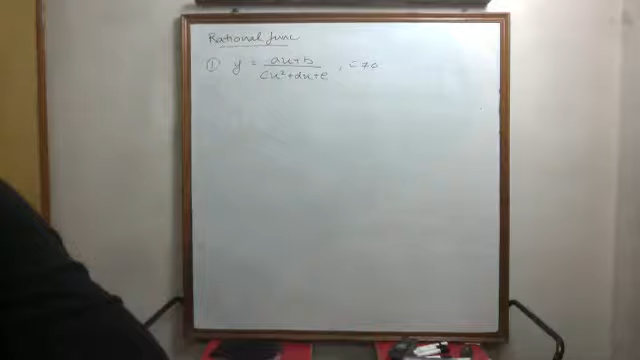 Rational func
① y = ax+b / cx²+dx+e , c≠0